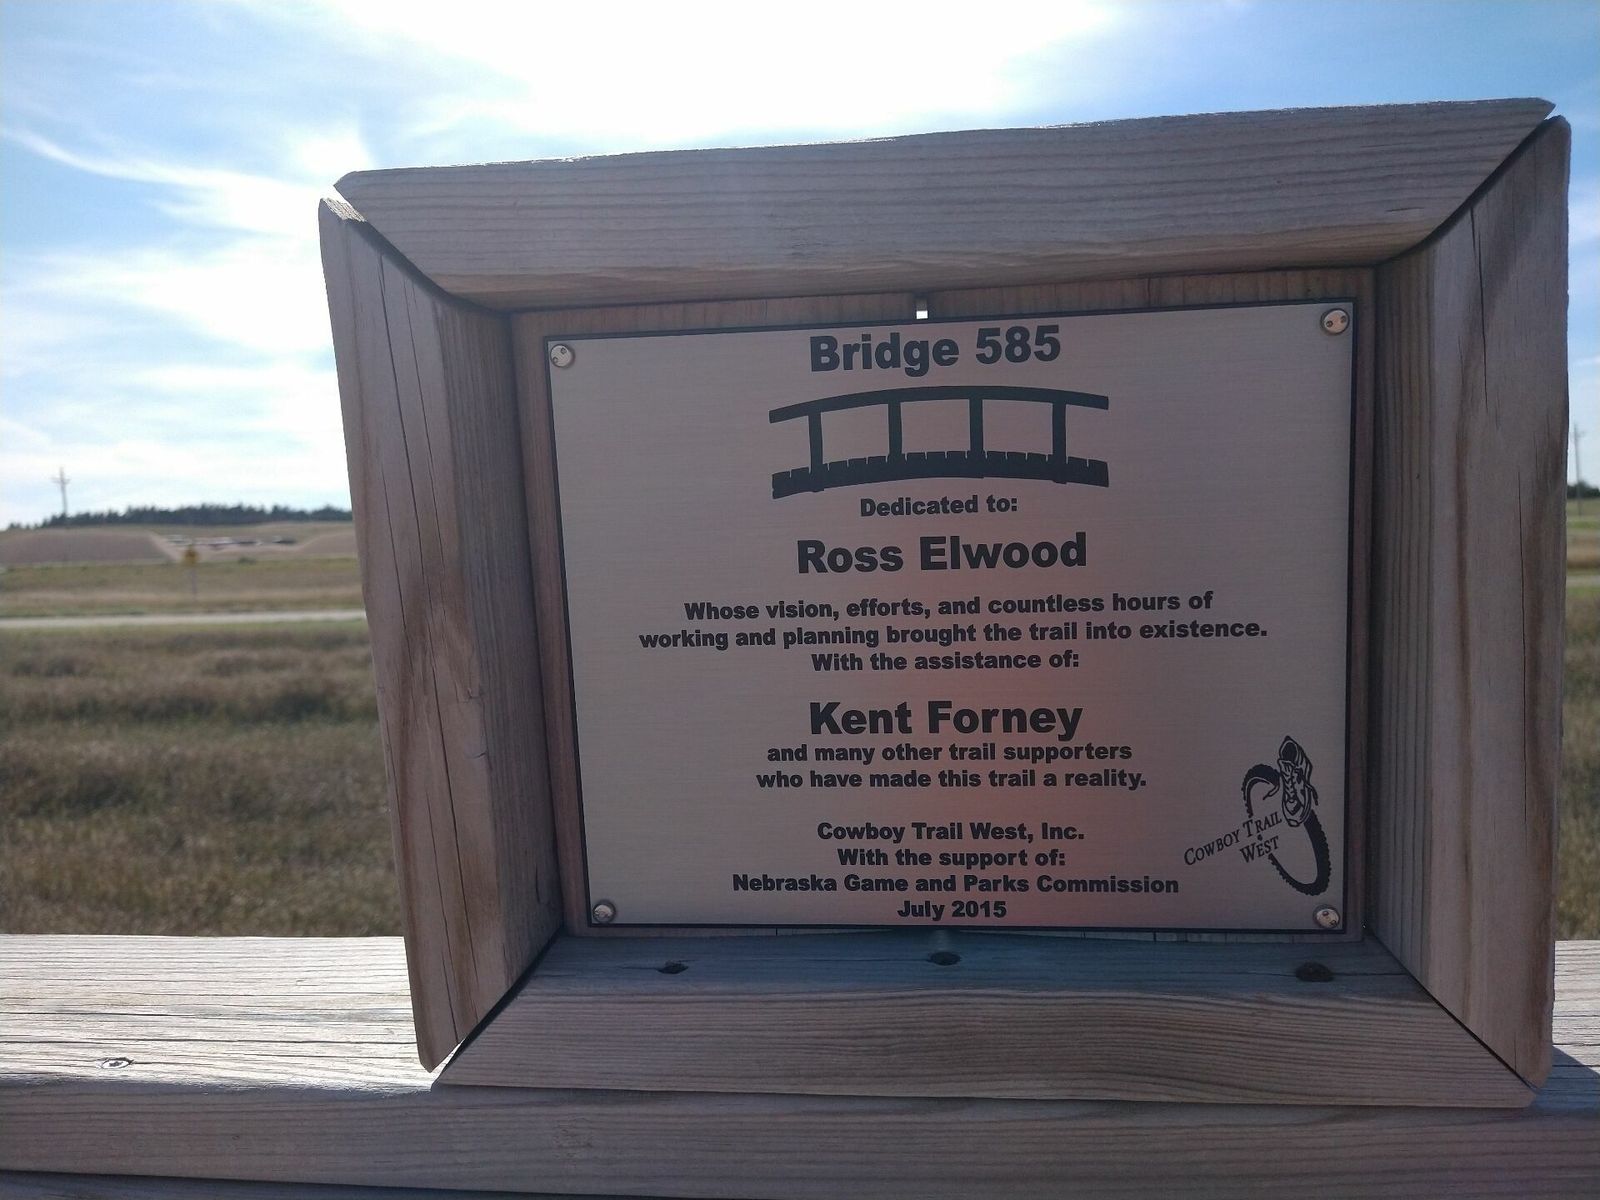 Bridge 585
Dedicated to:
Ross Elwood
Whose vision, efforts, and countless hours of
working and planning brought the trail into existence.
With the assistance of:
Kent Forney
and many other trail supporters
who have made this trail a reality.
Cowboy Trail West, Inc.
With the support of:
Nebraska Game and Parks Commission
July 2015
COWBOY TRAIL
WEST